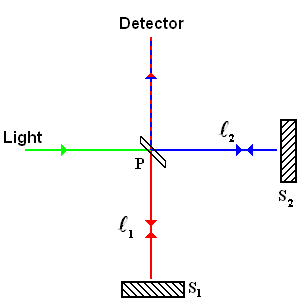 Detector
Light
ℓ₂
P
S₂
ℓ₁
S₁